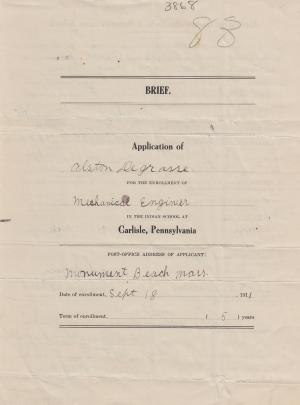 3868
88
BRIEF.
Application of
Alston Degrasse
FOR THE ENROLLMENT OF
Mechanical Enginier
IN THE INDIAN SCHOOL AT
Carlisle, Pennsylvania
POST-OFFICE ADDRESS OF APPLICANT:
Monument Beach Mass.
Date of enrollment, Sept 18, 1911
Term of enrollment, ( 5 ) years